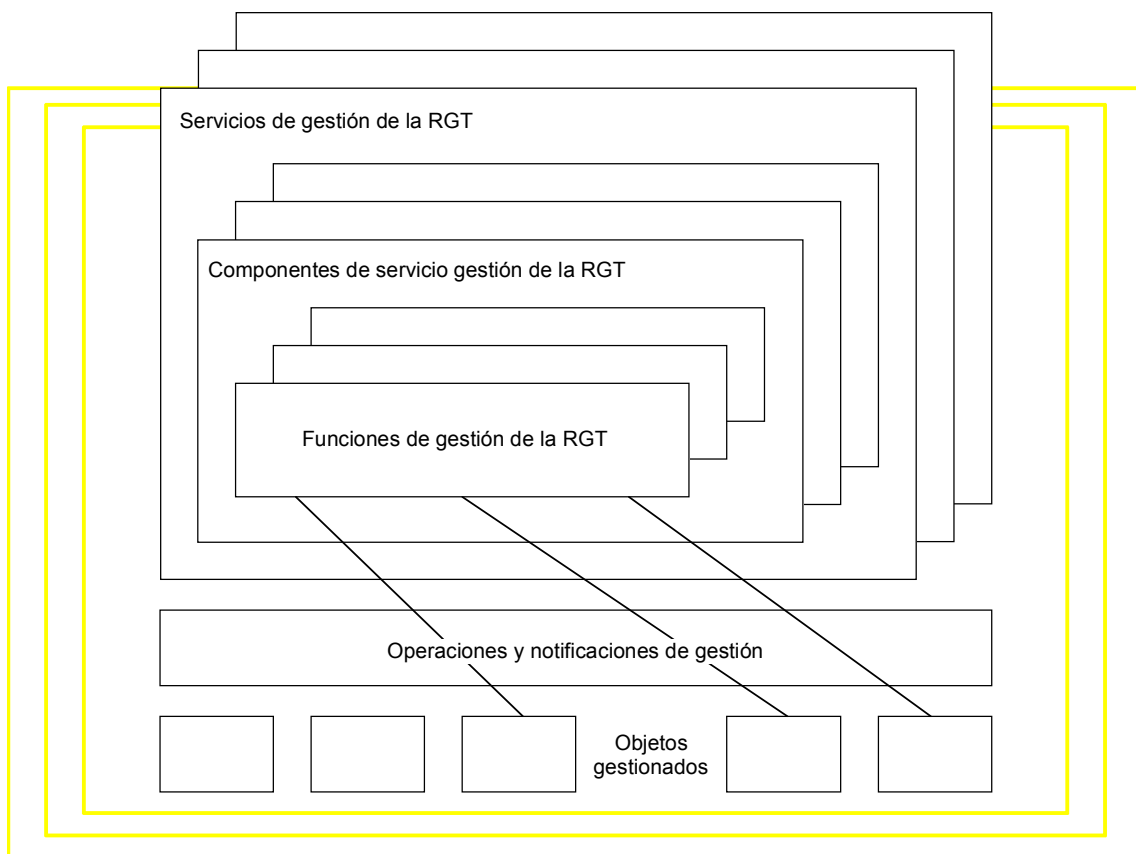 Servicios de gestión de la RGT
Componentes de servicio gestión de la RGT
Funciones de gestión de la RGT
Operaciones y notificaciones de gestión
Objetos
gestionados